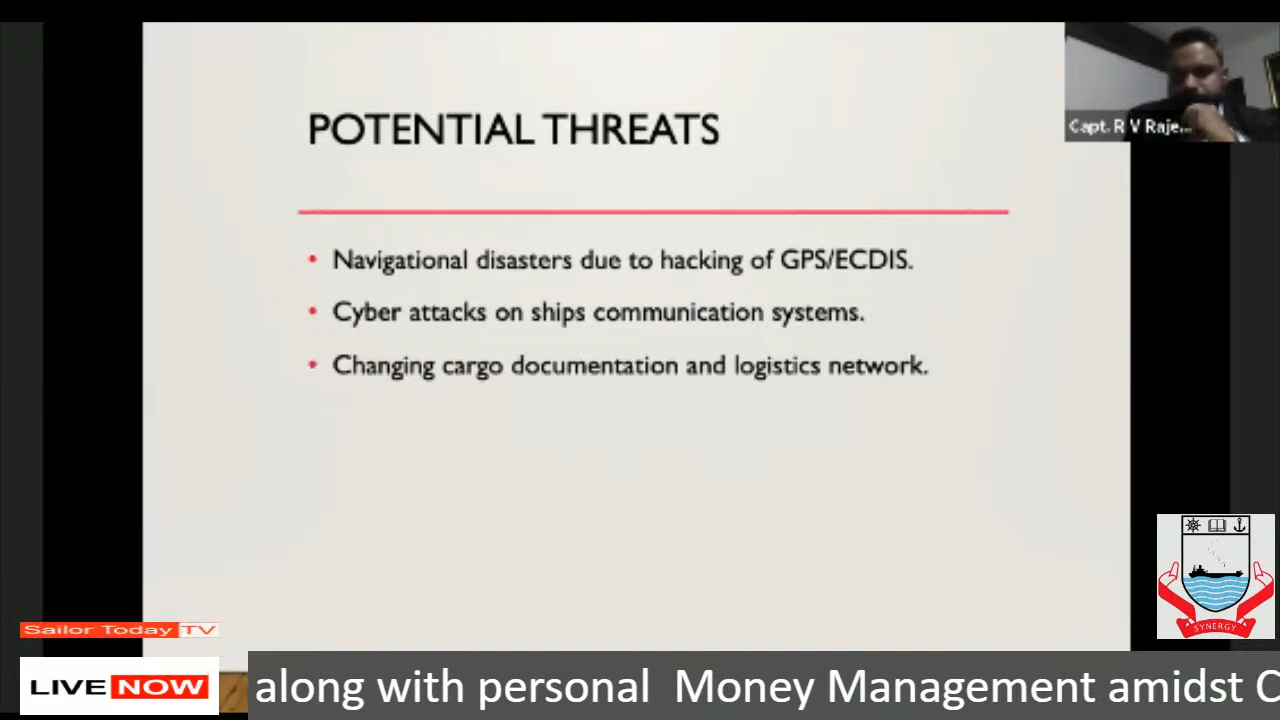 POTENTIAL THREATS
Capt. R V Raje...
• Navigational disasters due to hacking of GPS/ECDIS.
• Cyber attacks on ships communication systems.
• Changing cargo documentation and logistics network.
SYNERGY
Sailor Today TV
LIVE NOW
along with personal Money Management amidst C